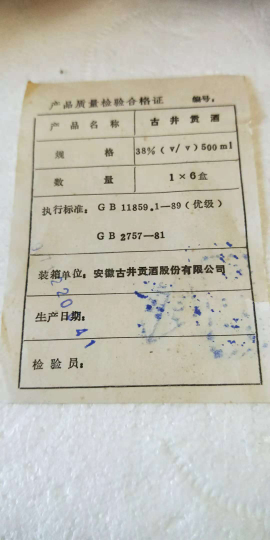 产品质量检验合格证 编号:
产品名称 古井贡酒
规格 38%(v/v)500ml
数量 1×6盒
执行标准: GB 11859.1—89(优级)
GB 2757—81
装箱单位: 安徽古井贡酒股份有限公司
生产日期:
检验员: